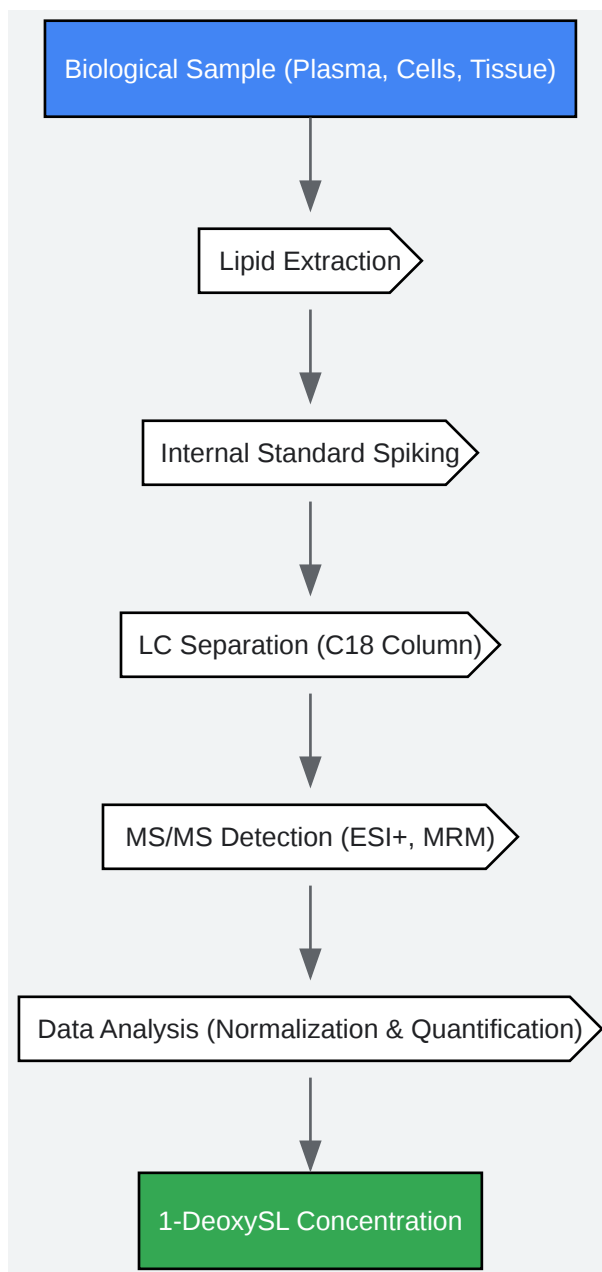 Biological Sample (Plasma, Cells, Tissue)
Lipid Extraction
Internal Standard Spiking
LC Separation (C18 Column)
MS/MS Detection (ESI+, MRM)
Data Analysis (Normalization & Quantification)
1-DeoxySL Concentration